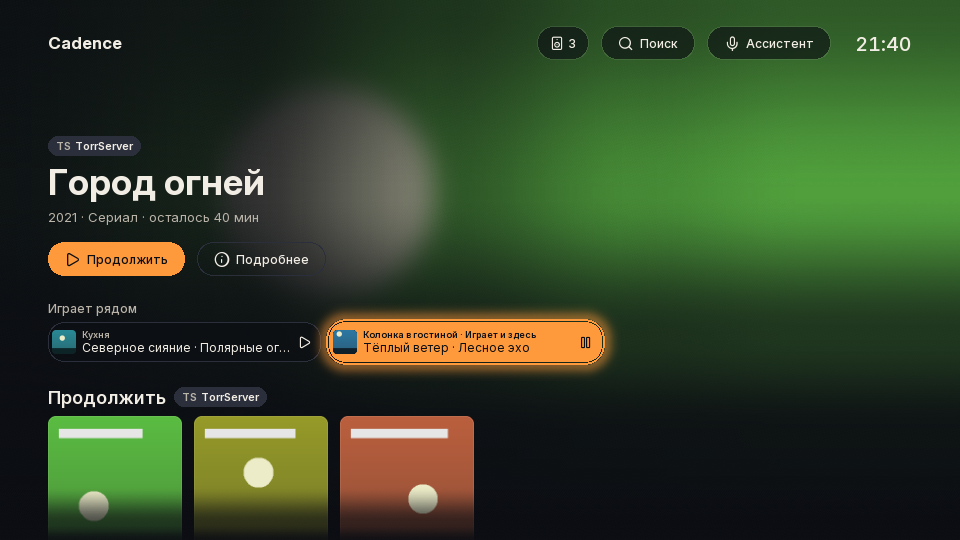 Cadence
3
Поиск
Ассистент
21:40
TS TorrServer
Город огней
2021 · Сериал · осталось 40 мин
Продолжить
Подробнее
Играет рядом
Кухня
Северное сияние · Полярные ог…
Колонка в гостиной · Играет и здесь
Тёплый ветер · Лесное эхо
Продолжить
TS TorrServer